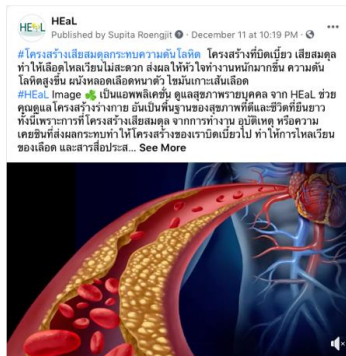 HEaL
HEaL
Published by Supita Roengjit · December 11 at 10:19 PM ·
#โครงสร้างเสียสมดุลกระทบความดันโลหิต โครงสร้างที่บิดเบี้ยว เสียสมดุล
ทำให้เลือดไหลเวียนไม่สะดวก ส่งผลให้หัวใจทำงานหนักมากขึ้น ความดัน
โลหิตสูงขึ้น ผนังหลอดเลือดหนาตัว ไขมันเกาะเส้นเลือด
#HEaL Image 🍀 เป็นแอพพลิเคชั่น ดูแลสุขภาพรายบุคคล จาก HEaL ช่วย
คุณดูแลโครงสร้างร่างกาย อันเป็นพื้นฐานของสุขภาพที่ดีและชีวิตที่ยืนยาว
ทั้งนี้เพราะการที่โครงสร้างเสียสมดุล จากการทำงาน อุบัติเหตุ หรือความ
เคยชินที่ส่งผลกระทบทำให้โครงสร้างของเราบิดเบี้ยวไป ทำให้การไหลเวียน
ของเลือด และสารสื่อประส... See More